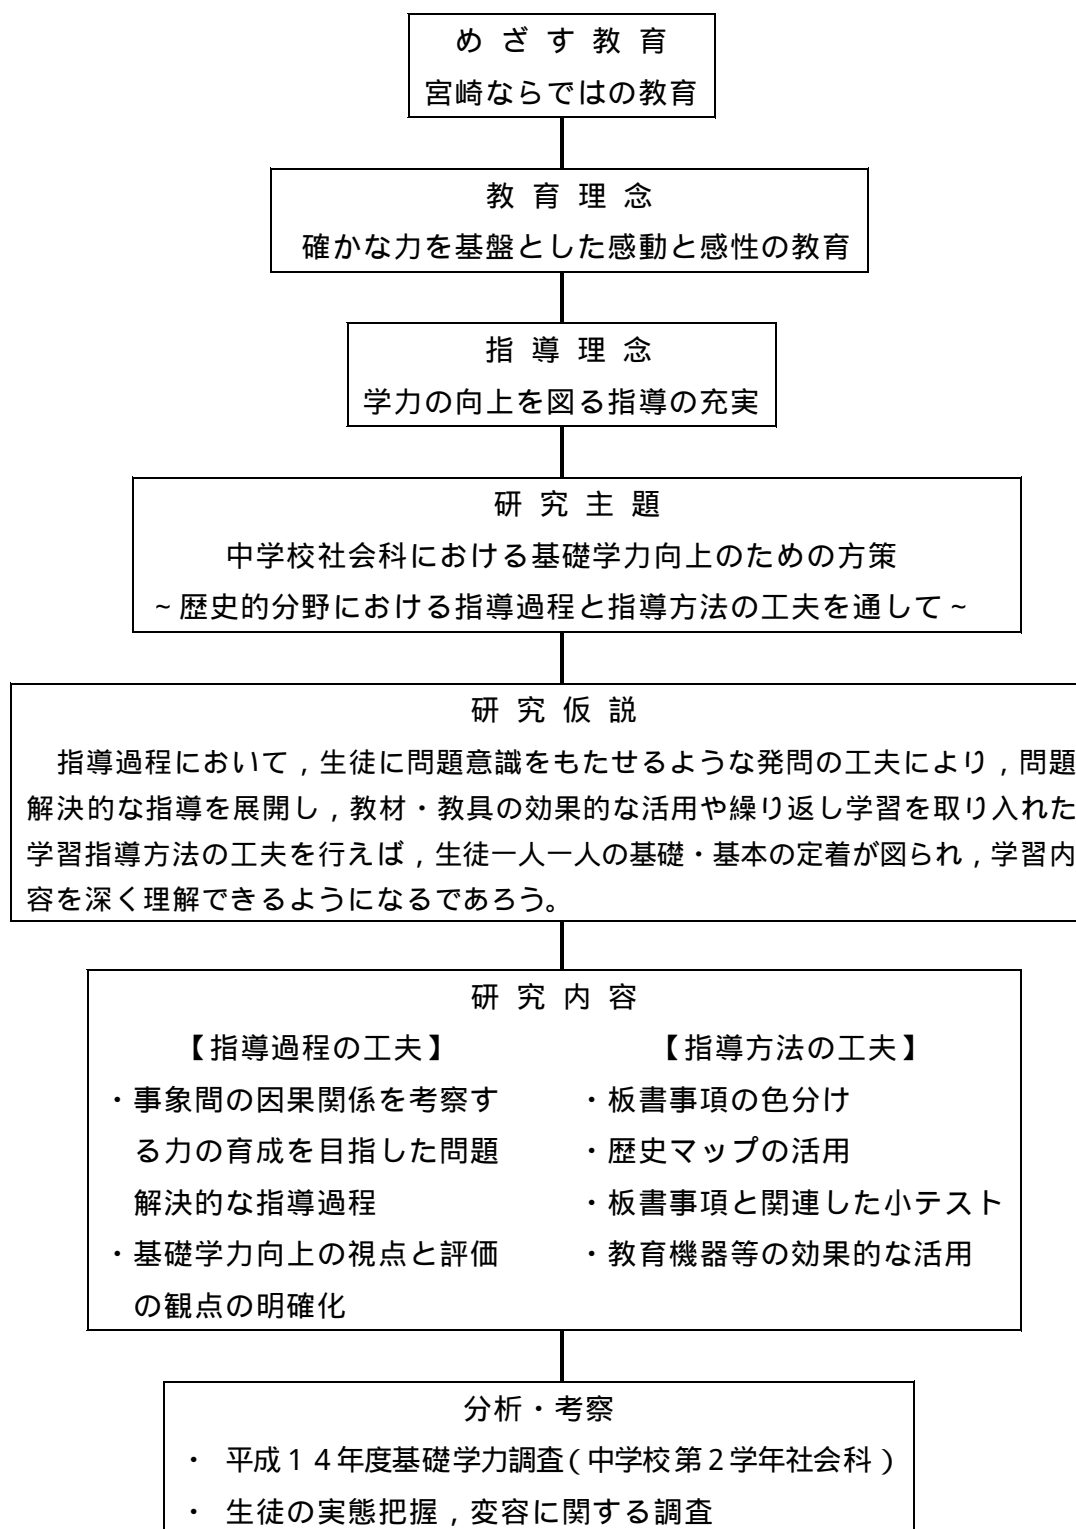 めざす教育
宮崎ならではの教育
教育理念
確かな力を基盤とした感動と感性の教育
指導理念
学力の向上を図る指導の充実
研究主題
中学校社会科における基礎学力向上のための方策
~歴史的分野における指導過程と指導方法の工夫を通して~
研究仮説
指導過程において，生徒に問題意識をもたせるような発問の工夫により，問題
解決的な指導を展開し，教材・教具の効果的な活用や繰り返し学習を取り入れた
学習指導方法の工夫を行えば，生徒一人一人の基礎・基本の定着が図られ，学習内
容を深く理解できるようになるであろう。
研究内容
【指導過程の工夫】
・事象間の因果関係を考察す
る力の育成を目指した問題
解決的な指導過程
・基礎学力向上の視点と評価
の観点の明確化
【指導方法の工夫】
・板書事項の色分け
・歴史マップの活用
・板書事項と関連した小テスト
・教育機器等の効果的な活用
分析・考察
・ 平成１４年度基礎学力調査（中学校第２学年社会科）
・ 生徒の実態把握，変容に関する調査